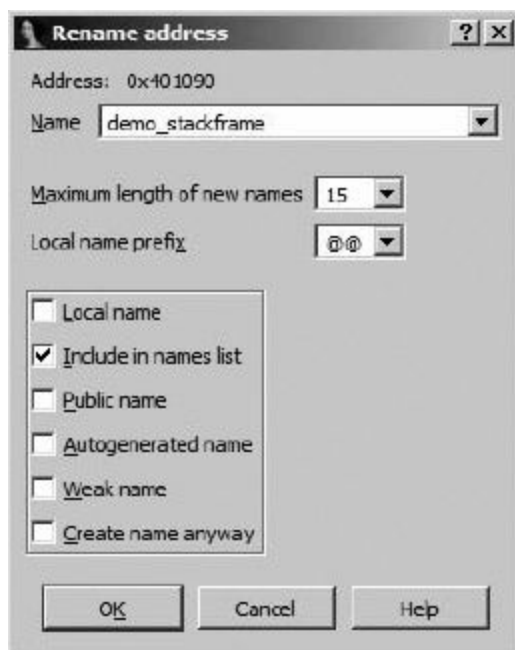 Rename address
Address: 0x401090
Name demo_stackframe
Maximum length of new names 15
Local name prefix @@
Local name
Include in names list
Public name
Autogenerated name
Weak name
Create name anyway
OK Cancel Help